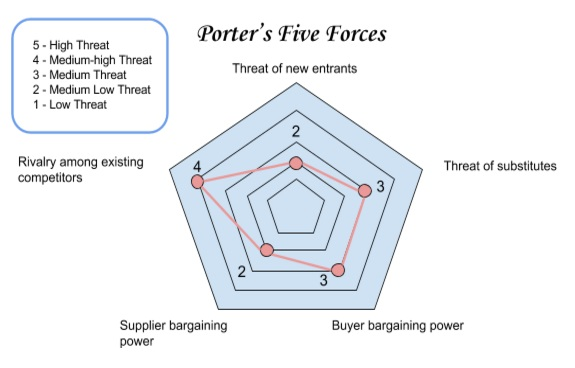 Porter's Five Forces
5 - High Threat
4 - Medium-high Threat
3 - Medium Threat
2 - Medium Low Threat
1 - Low Threat
Threat of new entrants
2
Rivalry among existing
competitors
4
Threat of substitutes
3
2
3
Supplier bargaining
power
Buyer bargaining power